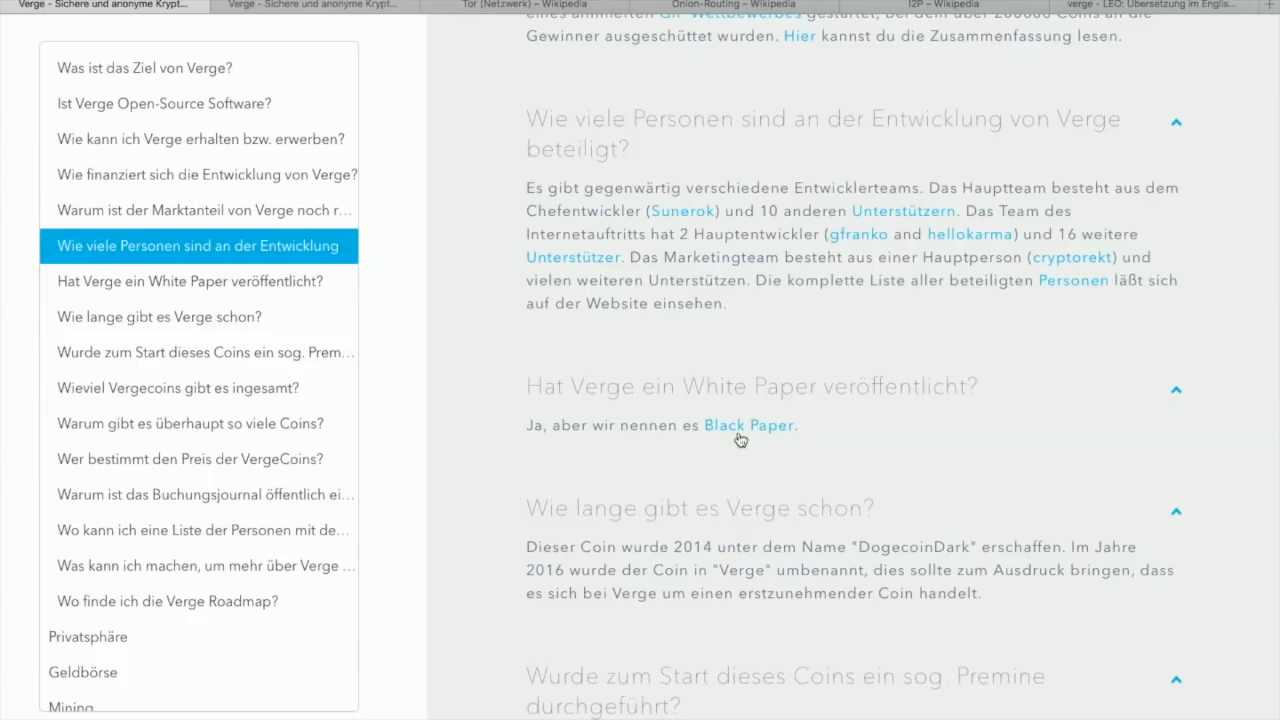 Verge – Sichere und anonyme Krypt...
Verge – Sichere und anonyme Krypt...
Tor (Netzwerk) – Wikipedia
Onion-Routing – Wikipedia
I2P – Wikipedia
verge – LEO: Übersetzung im Englis...
Was ist das Ziel von Verge?
Ist Verge Open-Source Software?
Wie kann ich Verge erhalten bzw. erwerben?
Wie finanziert sich die Entwicklung von Verge?
Warum ist der Marktanteil von Verge noch r...
Wie viele Personen sind an der Entwicklung
Hat Verge ein White Paper veröffentlicht?
Wie lange gibt es Verge schon?
Wurde zum Start dieses Coins ein sog. Prem...
Wieviel Vergecoins gibt es ingesamt?
Warum gibt es überhaupt so viele Coins?
Wer bestimmt den Preis der VergeCoins?
Warum ist das Buchungsjournal öffentlich ei...
Wo kann ich eine Liste der Personen mit de...
Was kann ich machen, um mehr über Verge ...
Wo finde ich die Verge Roadmap?
Privatsphäre
Geldbörse
Mining
eines animierten Gif-Wettbewerbes gestartet, bei dem über 200000 Coins an die
Gewinner ausgeschüttet wurden. Hier kannst du die Zusammenfassung lesen.
Wie viele Personen sind an der Entwicklung von Verge
beteiligt?
Es gibt gegenwärtig verschiedene Entwicklerteams. Das Hauptteam besteht aus dem
Chefentwickler (Sunerok) und 10 anderen Unterstützern. Das Team des
Internetauftritts hat 2 Hauptentwickler (gfranko and hellokarma) und 16 weitere
Unterstützer. Das Marketingteam besteht aus einer Hauptperson (cryptorekt) und
vielen weiteren Unterstützen. Die komplette Liste aller beteiligten Personen läßt sich
auf der Website einsehen.
Hat Verge ein White Paper veröffentlicht?
Ja, aber wir nennen es Black Paper.
Wie lange gibt es Verge schon?
Dieser Coin wurde 2014 unter dem Name "DogecoinDark" erschaffen. Im Jahre
2016 wurde der Coin in "Verge" umbenannt, dies sollte zum Ausdruck bringen, dass
es sich bei Verge um einen erstzunehmender Coin handelt.
Wurde zum Start dieses Coins ein sog. Premine
durchgeführt?